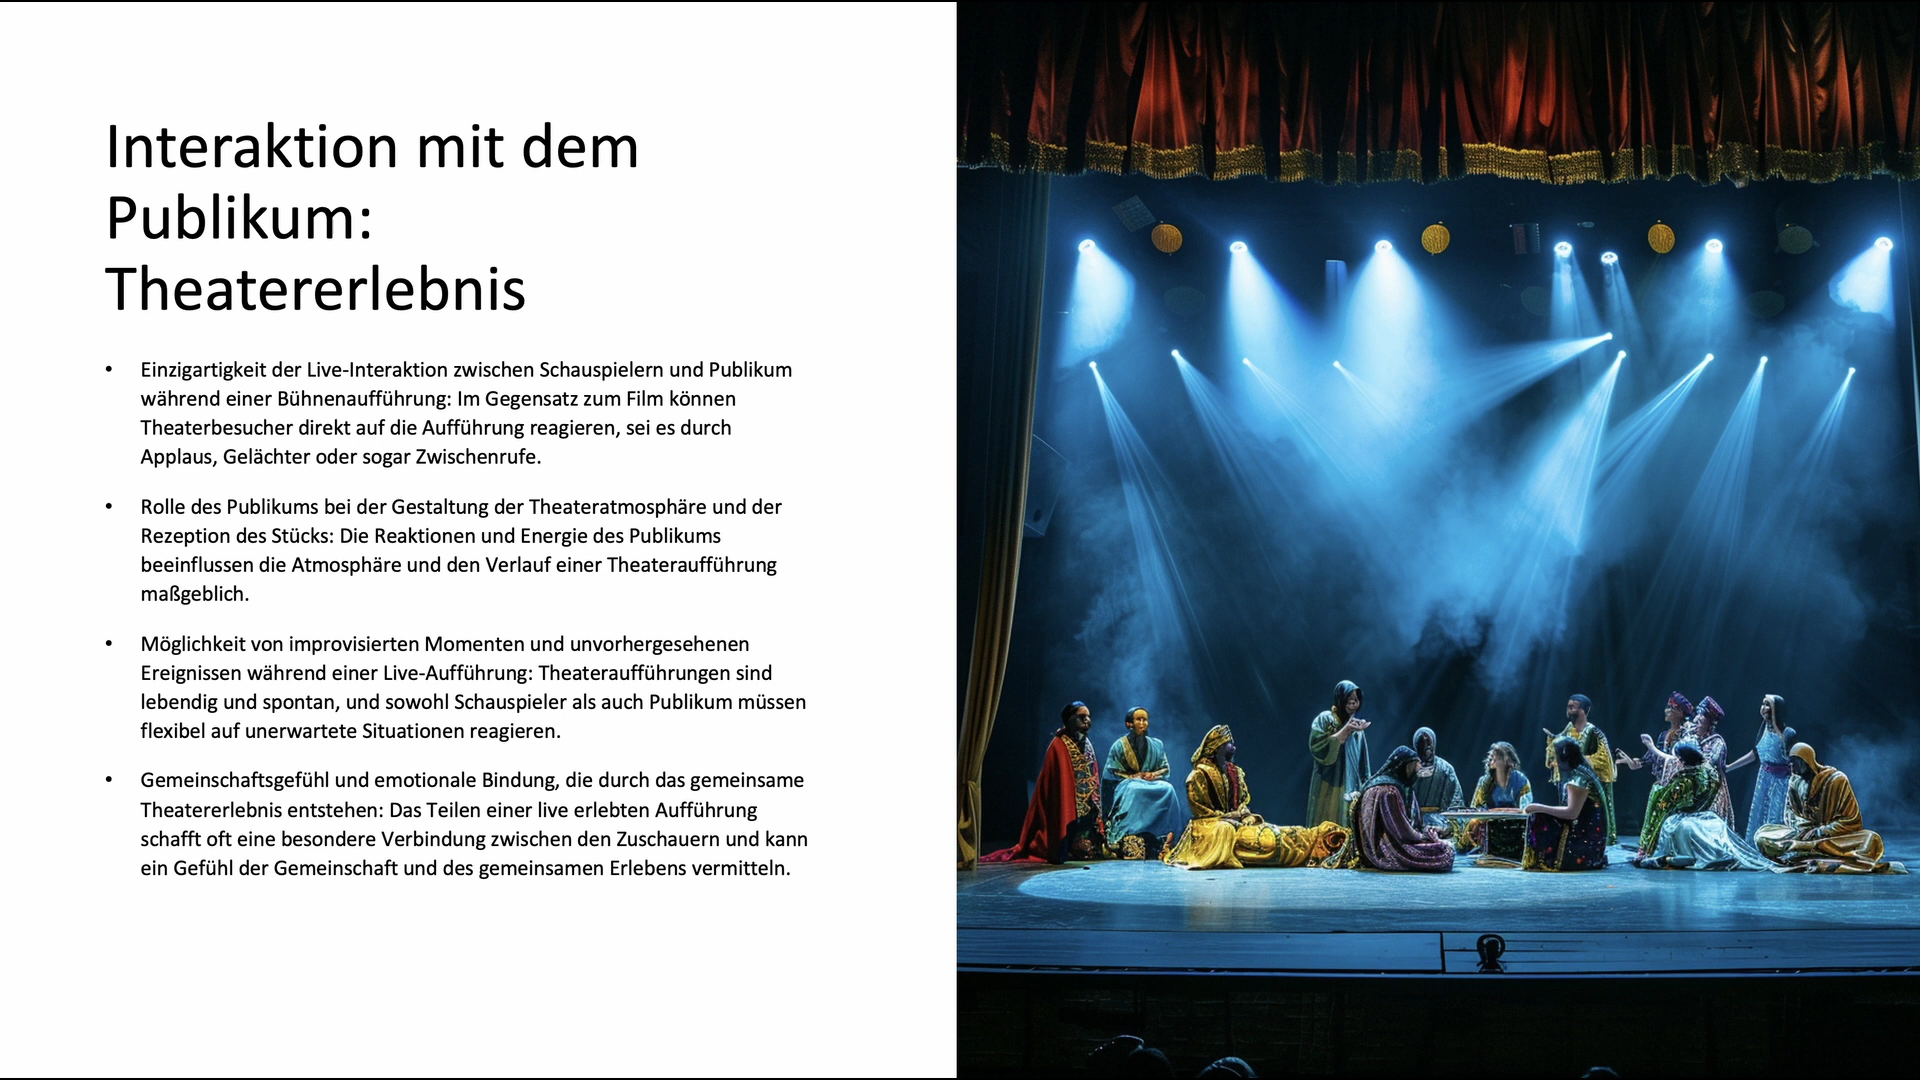 Interaktion mit dem
Publikum:
Theatererlebnis
• Einzigartigkeit der Live-Interaktion zwischen Schauspielern und Publikum
während einer Bühnenaufführung: Im Gegensatz zum Film können
Theaterbesucher direkt auf die Aufführung reagieren, sei es durch
Applaus, Gelächter oder sogar Zwischenrufe.
• Rolle des Publikums bei der Gestaltung der Theateratmosphäre und der
Rezeption des Stücks: Die Reaktionen und Energie des Publikums
beeinflussen die Atmosphäre und den Verlauf einer Theateraufführung
maßgeblich.
• Möglichkeit von improvisierten Momenten und unvorhergesehenen
Ereignissen während einer Live-Aufführung: Theateraufführungen sind
lebendig und spontan, und sowohl Schauspieler als auch Publikum müssen
flexibel auf unerwartete Situationen reagieren.
• Gemeinschaftsgefühl und emotionale Bindung, die durch das gemeinsame
Theatererlebnis entstehen: Das Teilen einer live erlebten Aufführung
schafft oft eine besondere Verbindung zwischen den Zuschauern und kann
ein Gefühl der Gemeinschaft und des gemeinsamen Erlebens vermitteln.